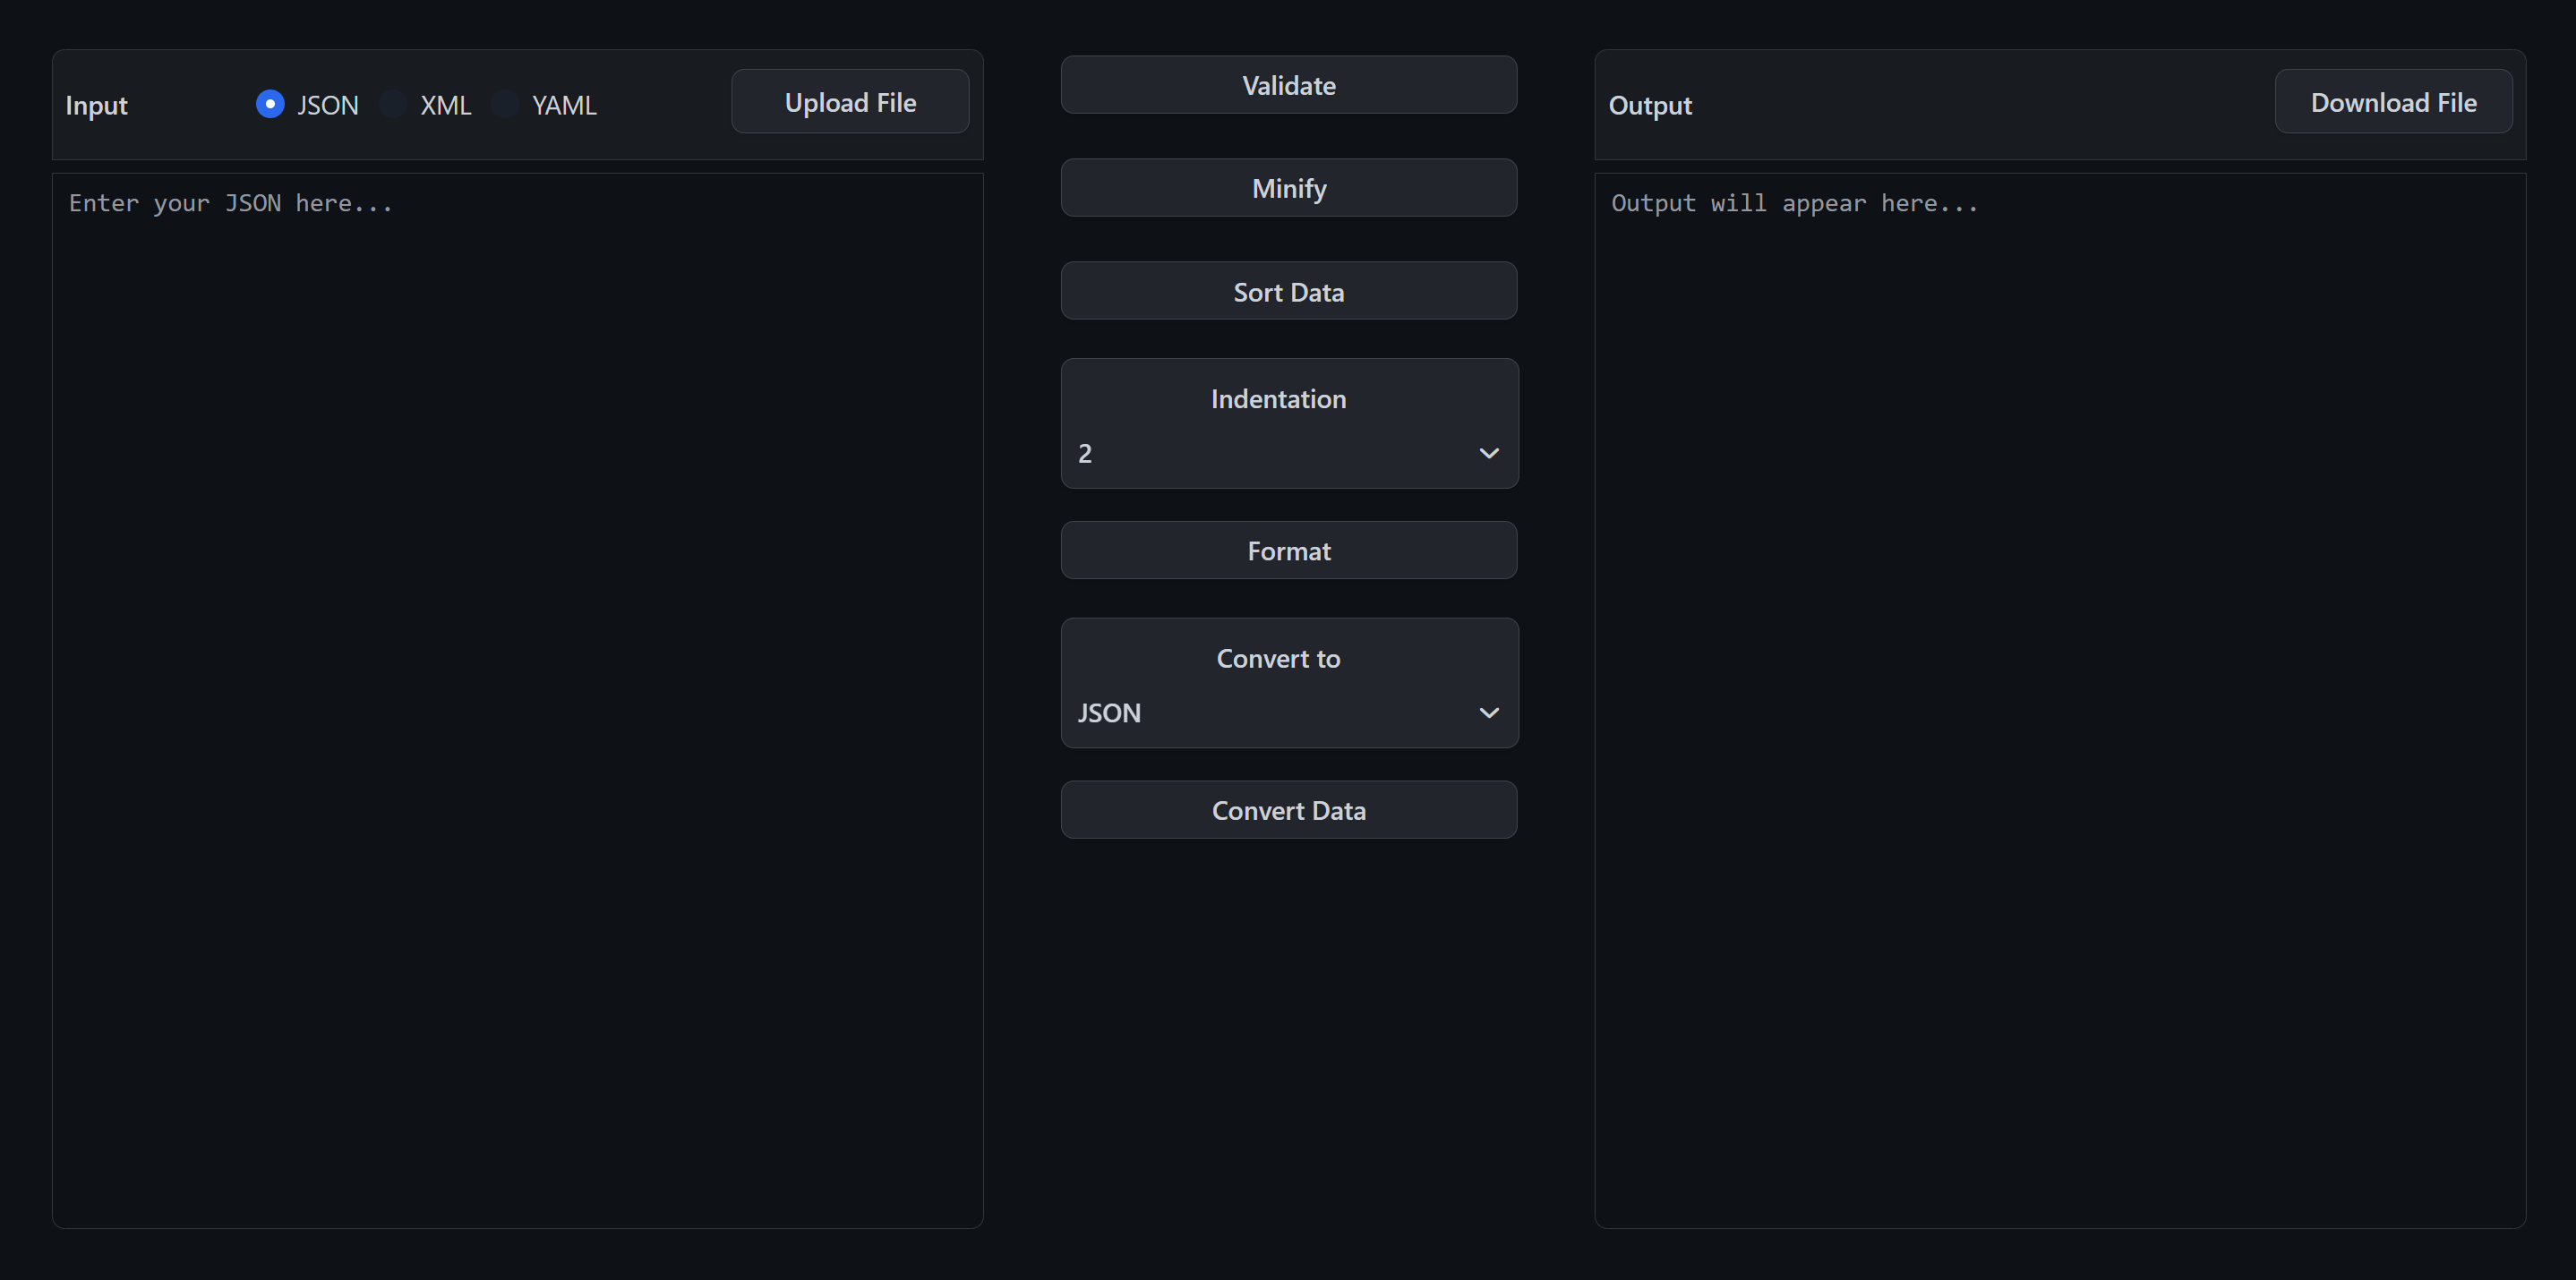 Input
JSON
XML
YAML
Upload File
Enter your JSON here...
Validate
Minify
Sort Data
Indentation
2
Format
Convert to
JSON
Convert Data
Output
Download File
Output will appear here...